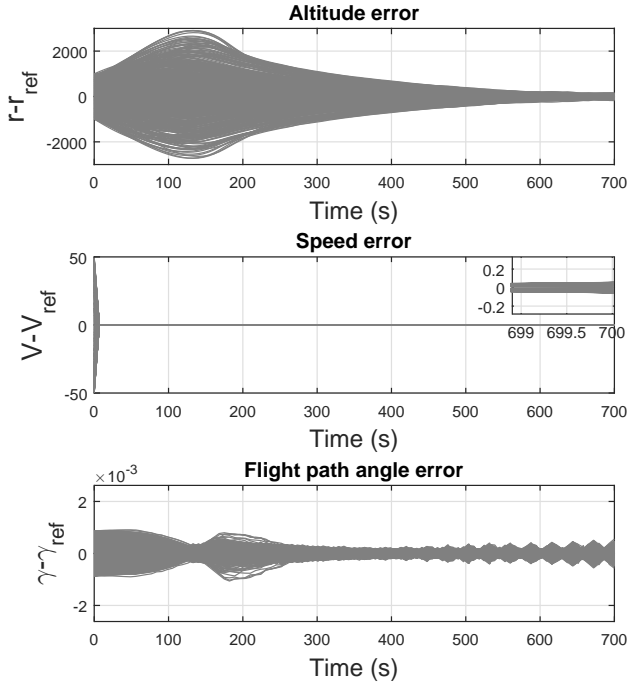 Altitude error
r-r_ref
2000
0
-2000
0 100 200 300 400 500 600 700
Time (s)
Speed error
V-V_ref
50
0
-50
0.2
0
-0.2
699 699.5 700
0 100 200 300 400 500 600 700
Time (s)
Flight path angle error
×10⁻³
γ-γ_ref
2
0
-2
0 100 200 300 400 500 600 700
Time (s)